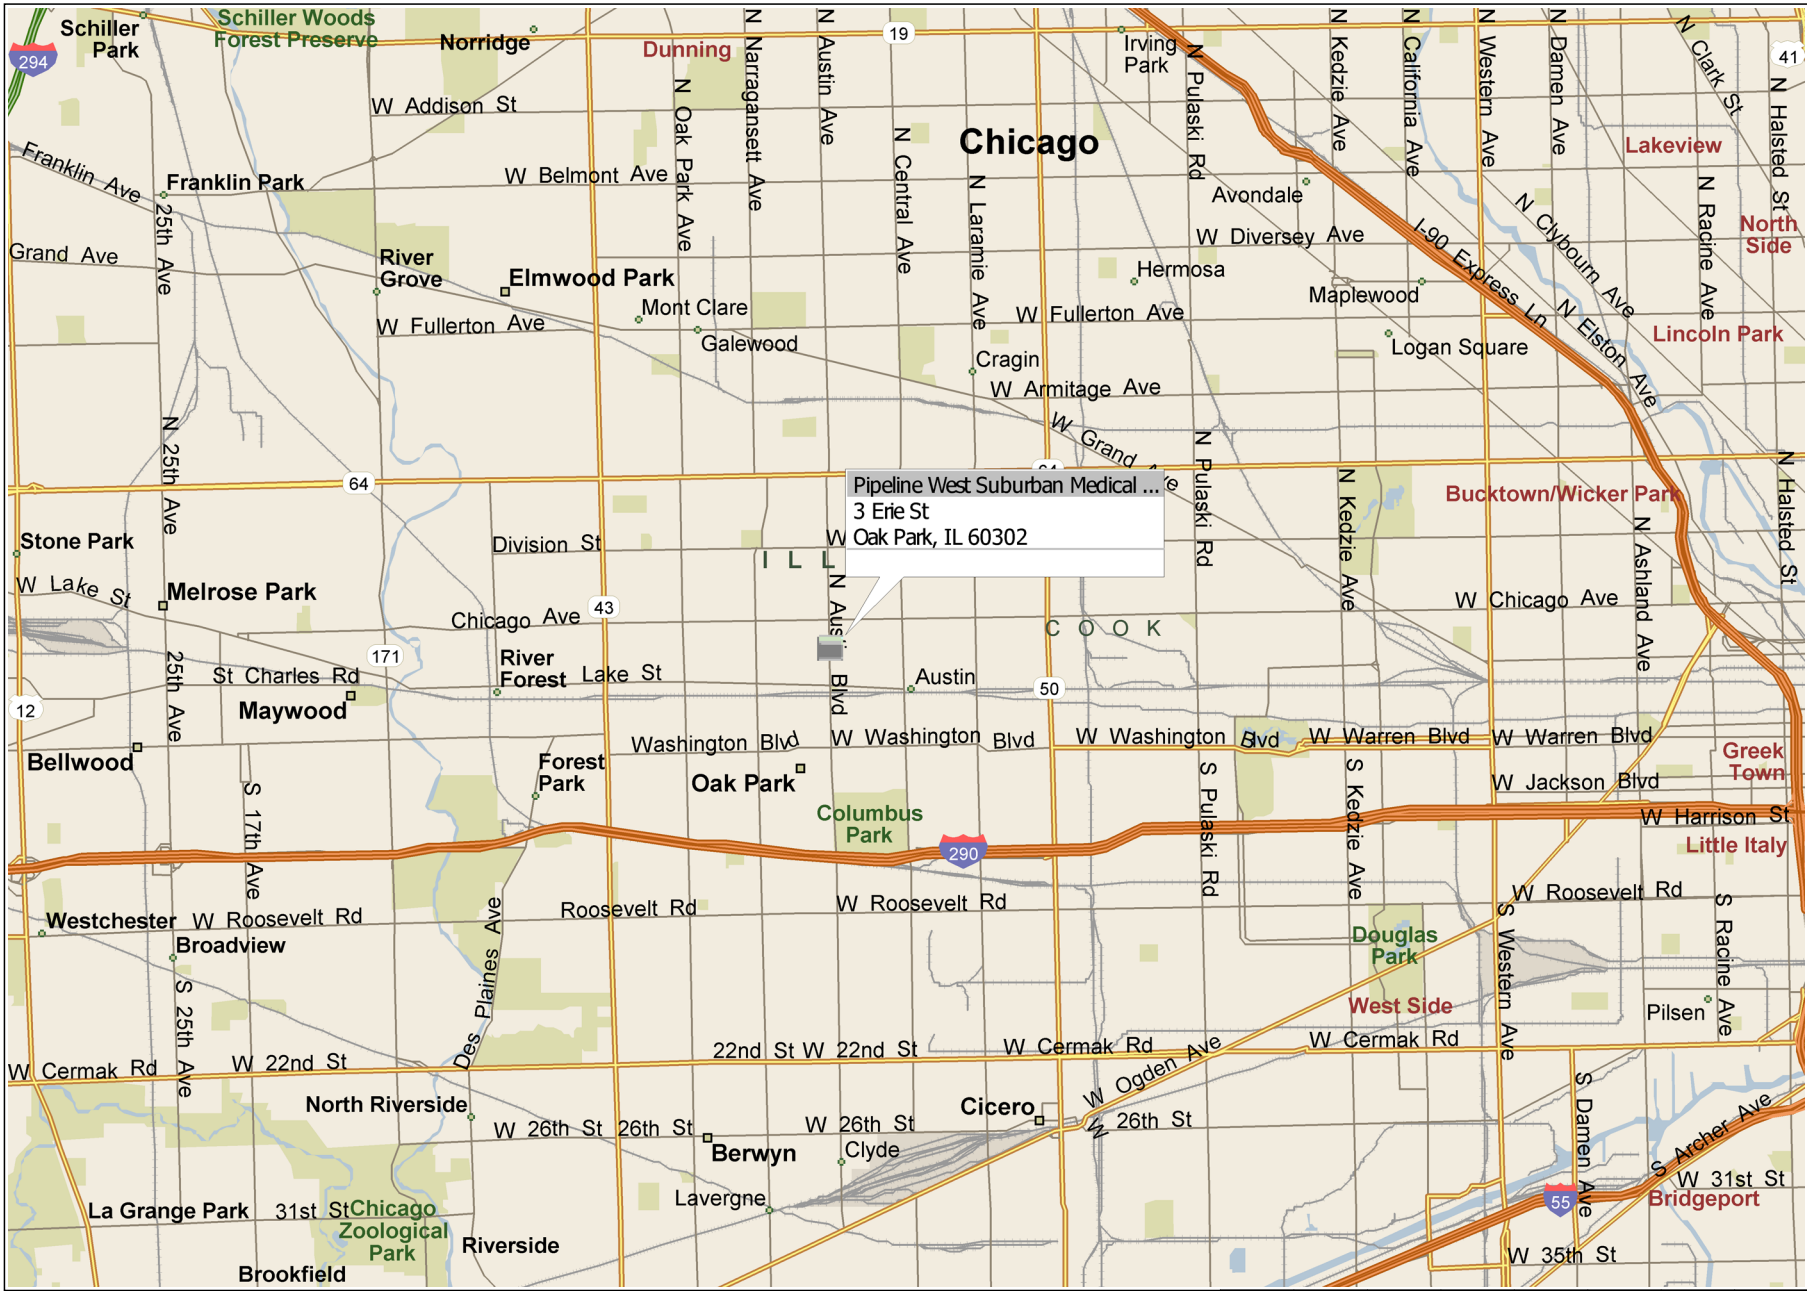 Schiller
Park
Schiller Woods
Forest Preserve
Norridge
Dunning
19
Irving
Park
41
294
N Oak Park Ave
N Narragansett Ave
N Austin Ave
N Central Ave
N Laramie Ave
N Pulaski Rd
N Kedzie Ave
N California Ave
N Western Ave
N Damen Ave
N Clark St
N Halsted St
W Addison St
Chicago
Lakeview
Franklin Ave
Franklin Park
W Belmont Ave
Avondale
N Clybourn Ave
N Racine Ave
North
Side
25th Ave
Grand Ave
River
Grove
Elmwood Park
W Diversey Ave
I-90 Express Ln
Hermosa
Maplewood
Mont Clare
W Fullerton Ave
W Fullerton Ave
N Elston Ave
Lincoln Park
Galewood
Logan Square
Cragin
W Armitage Ave
N 25th Ave
W Grand Ave
N Pulaski Rd
64
64
Pipeline West Suburban Medical ...
3 Erie St
Oak Park, IL 60302
N Kedzie Ave
Bucktown/Wicker Park
N Halsted St
N Ashland Ave
Stone Park
Division St
W
I L L
W Lake St
Melrose Park
Chicago Ave
43
N Aus
Blvd
C O O K
W Chicago Ave
171
25th Ave
St Charles Rd
River
Forest
Lake St
Austin
50
12
Maywood
Washington Blvd
W Washington Blvd
W Washington Blvd
W Warren Blvd
W Warren Blvd
Bellwood
Forest
Park
Oak Park
Greek
Town
W Jackson Blvd
S 17th Ave
Columbus
Park
S Pulaski Rd
S Kedzie Ave
W Harrison St
290
Little Italy
Westchester
W Roosevelt Rd
Roosevelt Rd
W Roosevelt Rd
W Roosevelt Rd
Broadview
Des Plaines Ave
Douglas
Park
S Western Ave
S Racine Ave
S 25th Ave
West Side
Pilsen
W Cermak Rd
W 22nd St
22nd St
W 22nd St
W Cermak Rd
W Ogden Ave
W Cermak Rd
North Riverside
Cicero
S Damen Ave
S Archer Ave
W 26th St
26th St
W 26th St
W 26th St
Berwyn
Clyde
Lavergne
W 31st St
55
Bridgeport
La Grange Park
31st St
Chicago
Zoological
Park
Riverside
W 35th St
Brookfield